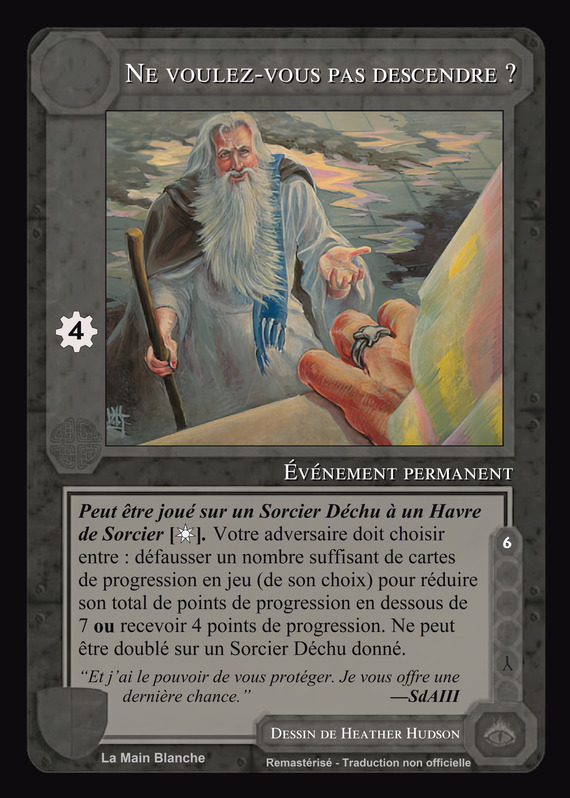 Ne voulez-vous pas descendre ?
4
Événement permanent
Peut être joué sur un Sorcier Déchu à un Havre
de Sorcier [☀]. Votre adversaire doit choisir
entre : défausser un nombre suffisant de cartes
de progression en jeu (de son choix) pour réduire
son total de points de progression en dessous de
7 ou recevoir 4 points de progression. Ne peut
être doublé sur un Sorcier Déchu donné.
6
“Et j’ai le pouvoir de vous protéger. Je vous offre une
dernière chance.” —SdAIII
Dessin de Heather Hudson
La Main Blanche
Remastérisé - Traduction non officielle